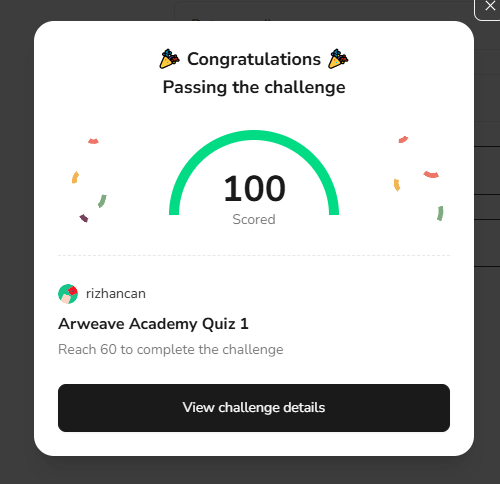 Congratulations
Passing the challenge
100
Scored
rizhancan
Arweave Academy Quiz 1
Reach 60 to complete the challenge
View challenge details